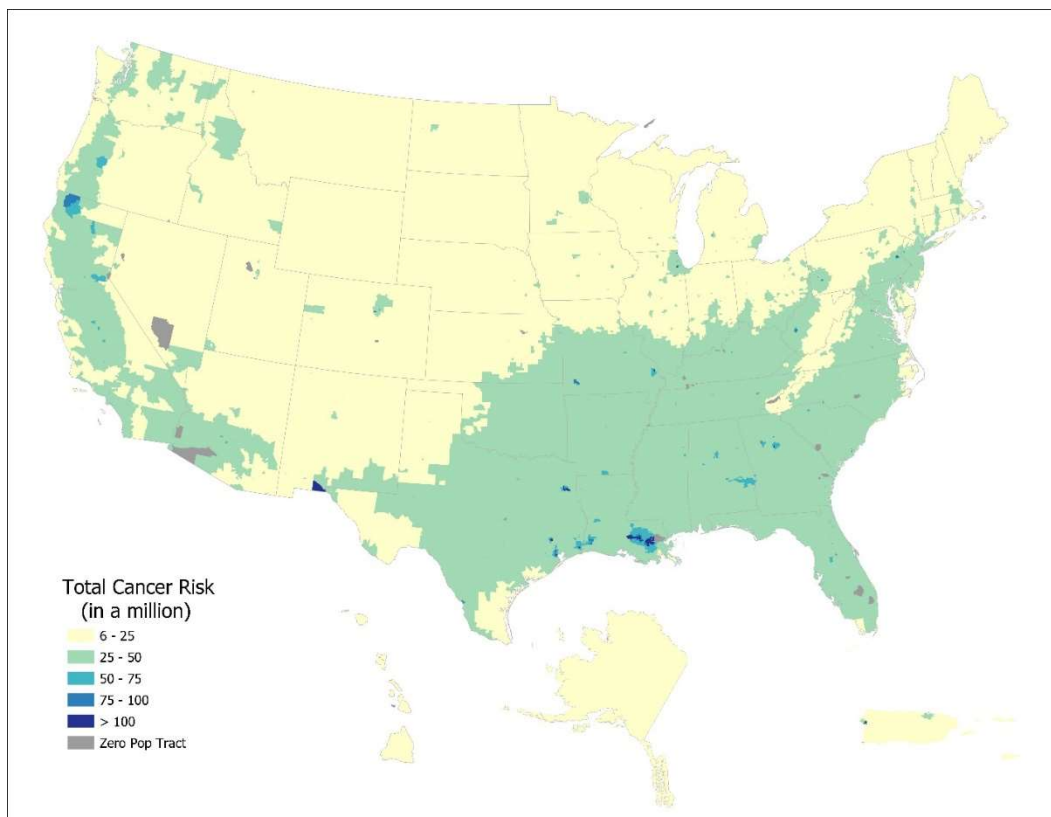 Total Cancer Risk
(in a million)
6 - 25
25 - 50
50 - 75
75 - 100
> 100
Zero Pop Tract